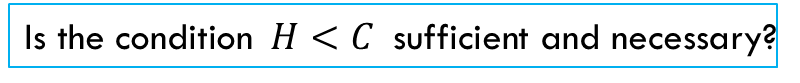 Is the condition H < C sufficient and necessary?